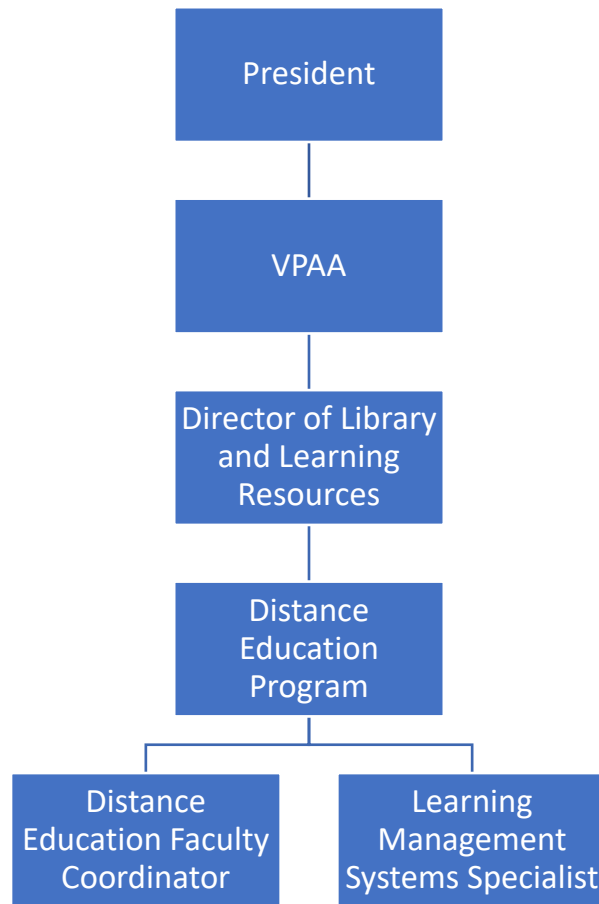 President
VPAA
Director of Library
and Learning
Resources
Distance
Education
Program
Distance
Education Faculty
Coordinator
Learning
Management
Systems Specialist